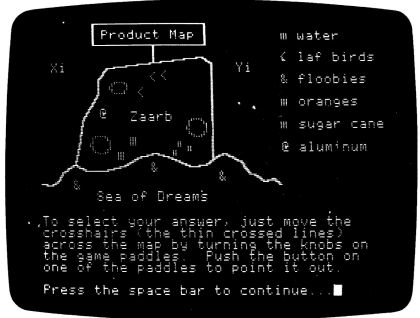 Product Map
Xi
Yi
Zaarb
Sea of Dreams
water
laf birds
& floobies
oranges
sugar cane
@ aluminum
To select your answer, just move the
crosshairs (the thin crossed lines)
across the map by turning the knobs on
the game paddles. Push the button on
one of the paddles to point it out.
Press the space bar to continue...